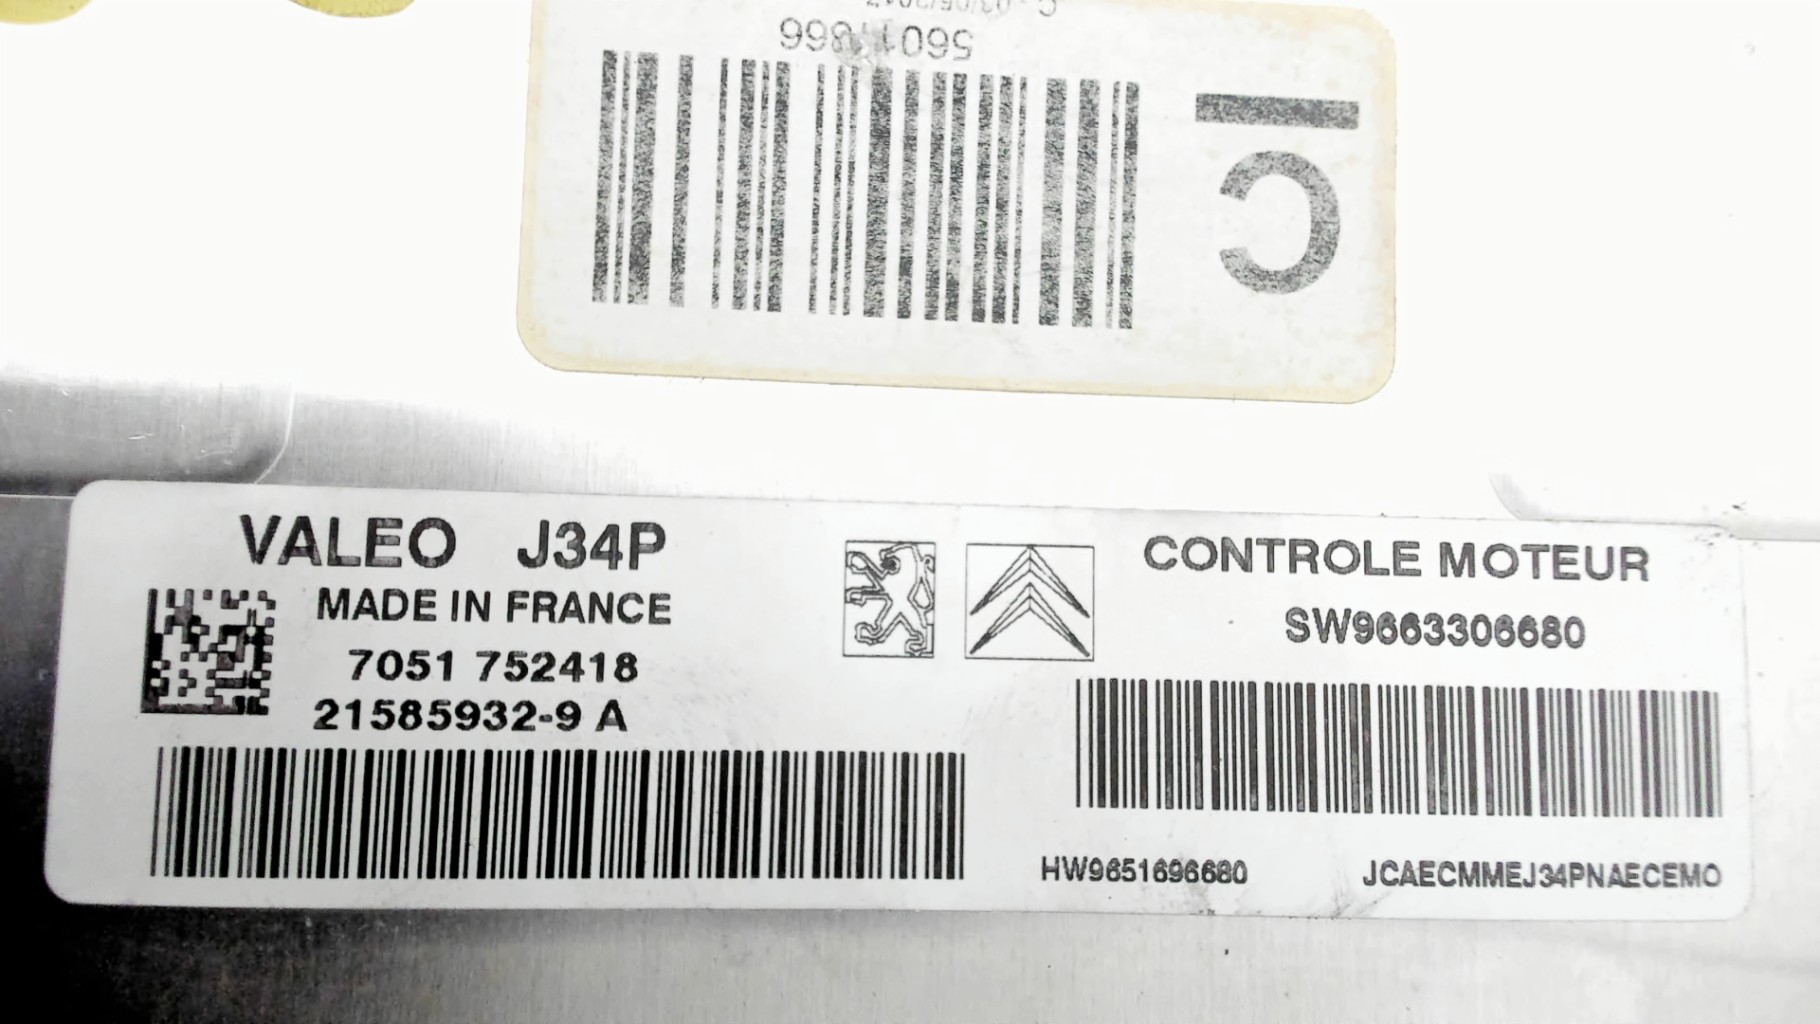 C
VALEO J34P
MADE IN FRANCE
7051 752418
21585932-9 A
CONTROLE MOTEUR
SW9663306680
HW9651696680
JCAECMMEJ34PNAECEMO